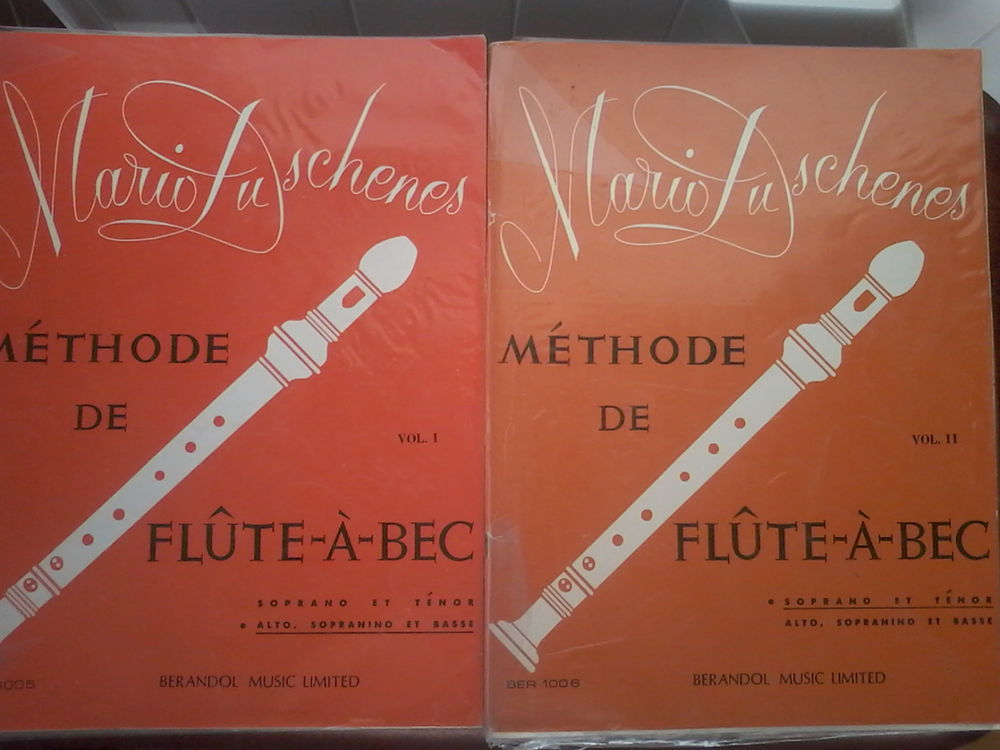 Mario Duschenes
MÉTHODE
DE
VOL. I
FLÛTE-À-BEC
SOPRANO ET TÉNOR
• ALTO, SOPRANINO ET BASSE
BERANDOL MUSIC LIMITED
Mario Duschenes
MÉTHODE
DE
VOL. II
FLÛTE-À-BEC
• SOPRANO ET TÉNOR
ALTO, SOPRANINO ET BASSE
BER 1006
BERANDOL MUSIC LIMITED